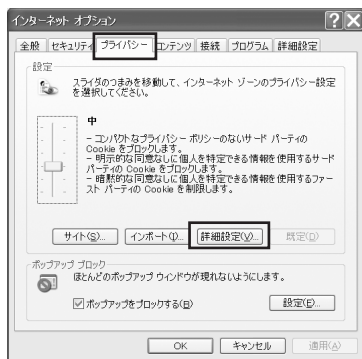 インターネット オプション
全般 セキュリティ プライバシー コンテンツ 接続 プログラム 詳細設定
設定
スライダのつまみを移動して、インターネット ゾーンのプライバシー設定
を選択してください。
中
- コンパクトなプライバシー ポリシーのないサード パーティの
Cookie をブロックします。
- 明示的な同意なしに個人を特定できる情報を使用するサード
パーティの Cookie をブロックします。
- 暗黙的な同意なしに個人を特定できる情報を使用するファー
スト パーティの Cookie を制限します。
サイト(S)... インポート(I)... 詳細設定(V)... 既定(D)
ポップアップ ブロック
ほとんどのポップアップ ウィンドウが現れないようにします。
ポップアップをブロックする(B) 設定(E)...
OK キャンセル 適用(A)